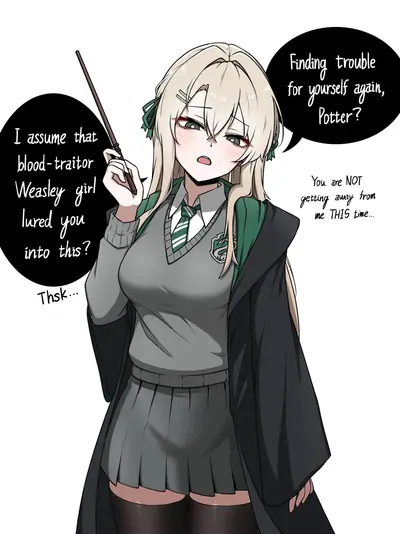 Finding trouble
for yourself again,
Potter?
I assume that
blood-traitor
Weasley girl
lured you
into this?
You are NOT
getting away from
me THIS time...
Thsk...